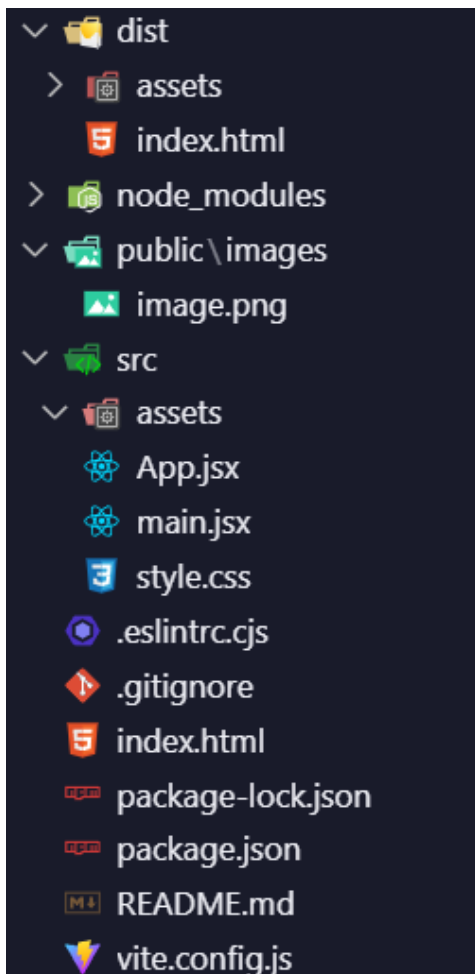 dist
assets
index.html
node_modules
public\images
image.png
src
assets
App.jsx
main.jsx
style.css
.eslintrc.cjs
.gitignore
index.html
package-lock.json
package.json
README.md
vite.config.js